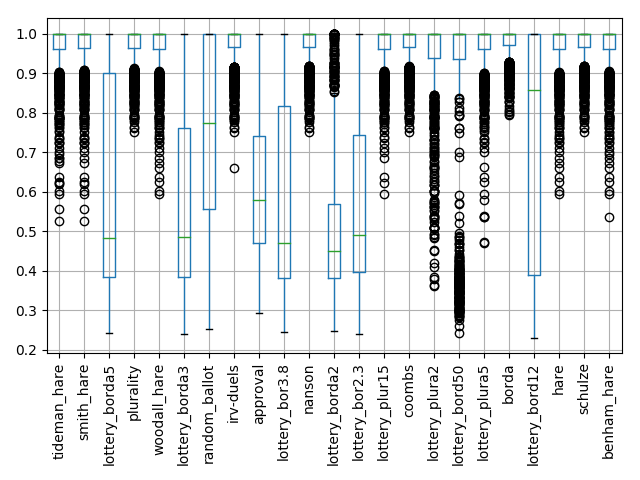 1.0
0.9
0.8
0.7
0.6
0.5
0.4
0.3
0.2
tideman_hare
smith_hare
lottery_borda5
plurality
woodall_hare
lottery_borda3
random_ballot
irv-duels
approval
lottery_bor3.8
nanson
lottery_borda2
lottery_bor2.3
lottery_plur15
coombs
lottery_plura2
lottery_bord50
lottery_plura5
borda
lottery_bord12
hare
schulze
benham_hare